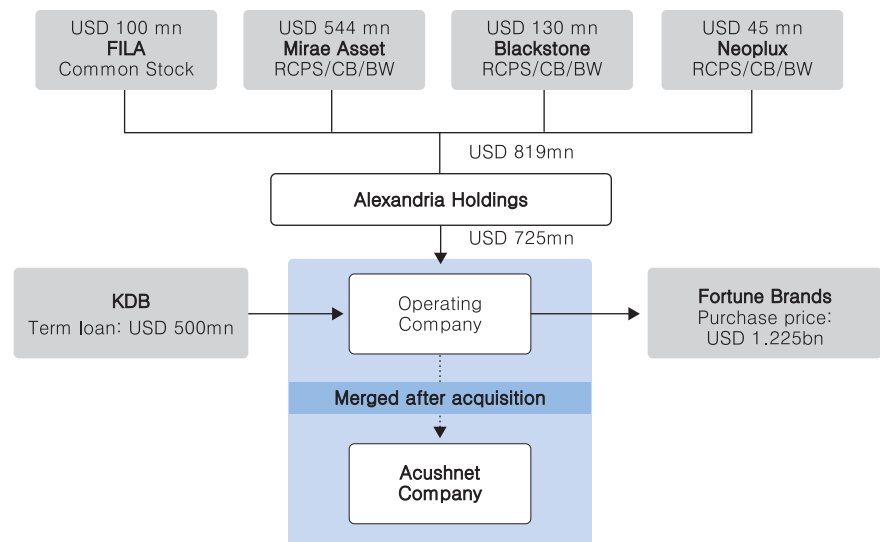 USD 100 mn
FILA
Common Stock
USD 544 mn
Mirae Asset
RCPS/CB/BW
USD 130 mn
Blackstone
RCPS/CB/BW
USD 45 mn
Neoplux
RCPS/CB/BW
USD 819mn
Alexandria Holdings
USD 725mn
KDB
Term loan: USD 500mn
Operating
Company
Fortune Brands
Purchase price:
USD 1.225bn
Merged after acquisition
Acushnet
Company